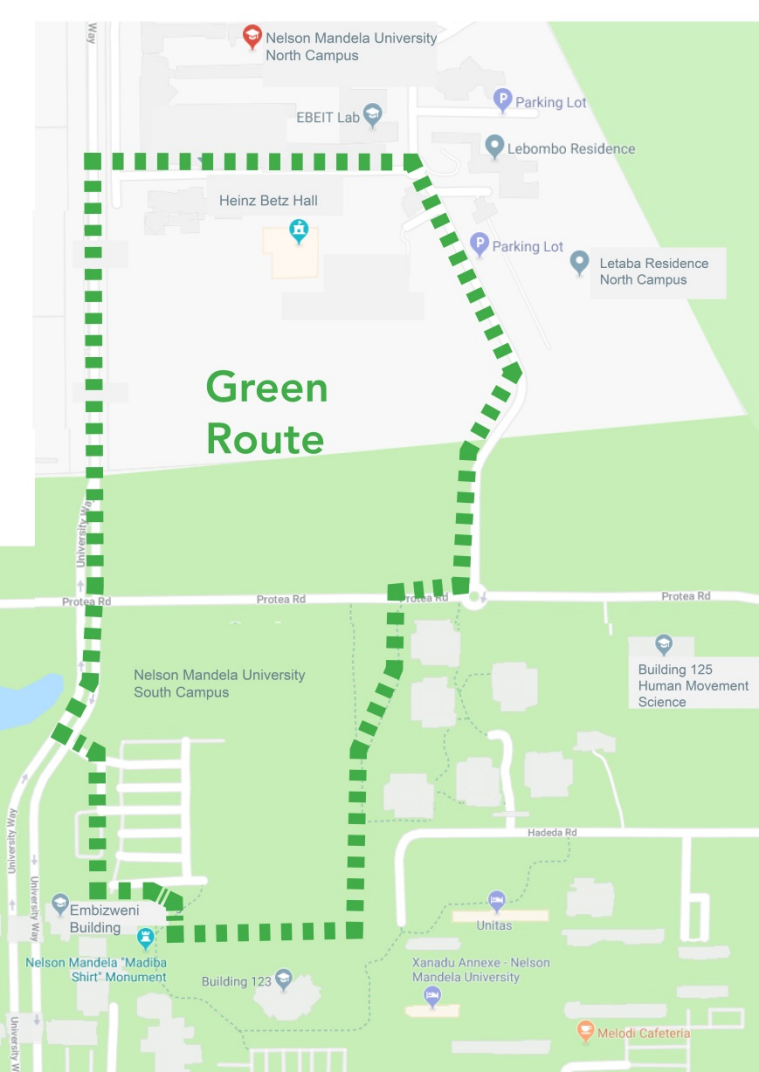 Way
Nelson Mandela University
North Campus
Parking Lot
EBEIT Lab
Lebombo Residence
Heinz Betz Hall
Parking Lot
Letaba Residence
North Campus
Green
Route
University Way
Protea Rd
Protea Rd
Protea Rd
Protea Rd
Nelson Mandela University
South Campus
Building 125
Human Movement
Science
University Way
Hadeda Rd
University Way
Embizweni
Building
Unitas
Nelson Mandela "Madiba
Shirt" Monument
Building 123
Xanadu Annexe - Nelson
Mandela University
University W
Melodi Cafeteria